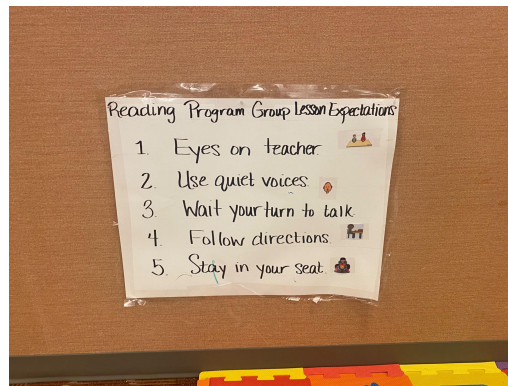 Reading Program Group Lesson Expectations
1. Eyes on teacher.
2. Use quiet voices.
3. Wait your turn to talk.
4. Follow directions.
5. Stay in your seat.